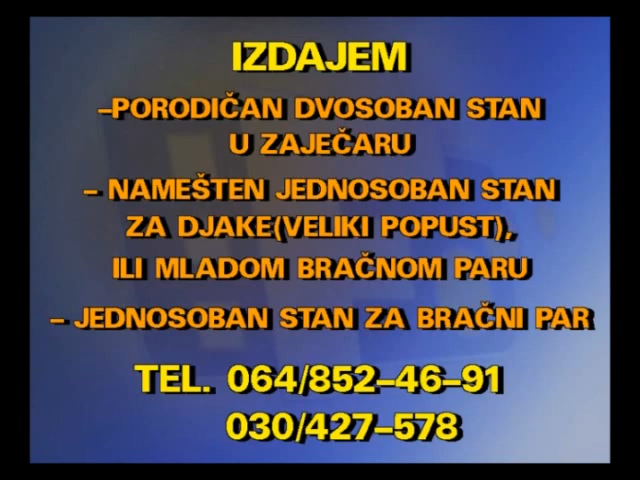 IZDAJEM
–PORODIČAN DVOSOBAN STAN
U ZAJEČARU
– NAMEŠTEN JEDNOSOBAN STAN
ZA DJAKE(VELIKI POPUST),
ILI MLADOM BRAČNOM PARU
– JEDNOSOBAN STAN ZA BRAČNI PAR
TEL. 064/852–46–91
030/427–578